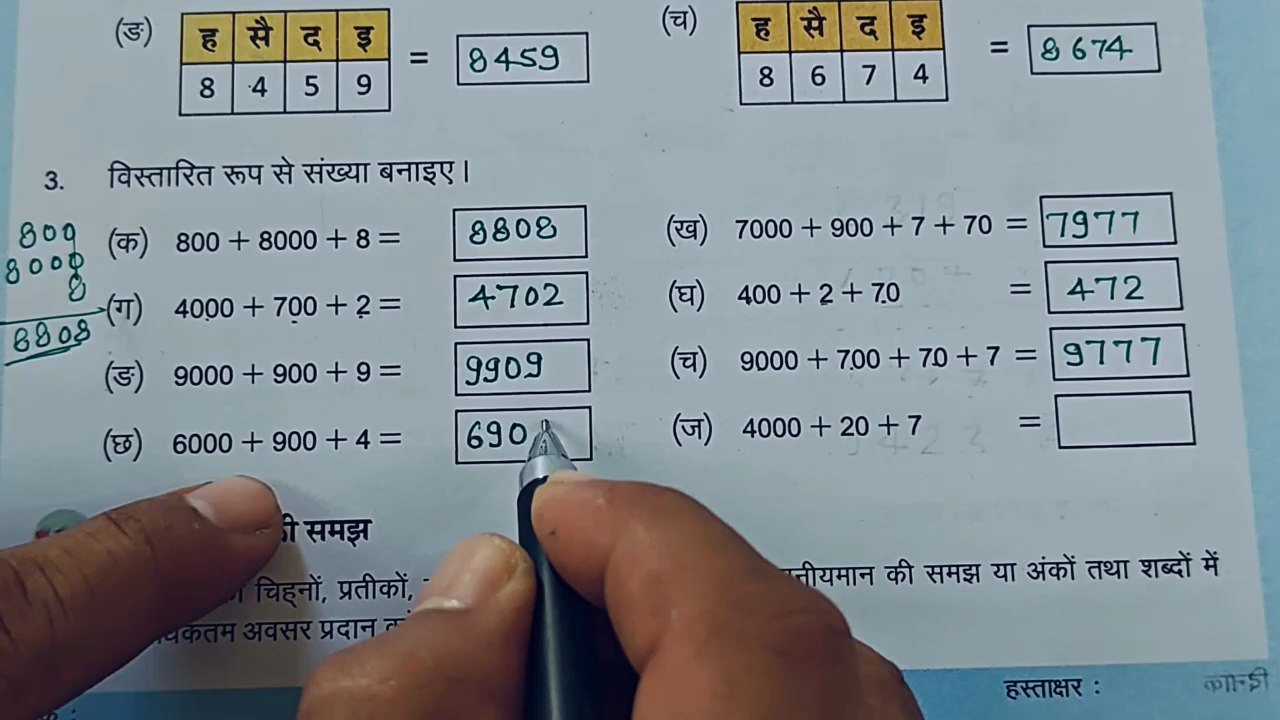 (ङ) ह सै द इ (च) ह सै द इ
8 4 5 9 = 8459 8 6 7 4 = 8674
3. विस्तारित रूप से संख्या बनाइए।
809 (क) 800 + 8000 + 8 = 8808 (ख) 7000 + 900 + 7 + 70 = 7977
8000
8 (ग) 4000 + 700 + 2 = 4702 (घ) 400 + 2 + 70 = 472
8808
(ङ) 9000 + 900 + 9 = 9909 (च) 9000 + 700 + 70 + 7 = 9777
(छ) 6000 + 900 + 4 = 690 (ज) 4000 + 20 + 7 =
की समझ
चिह्नों, प्रतीकों, की समझ या अंकों तथा शब्दों में
अवसर प्रदान
हस्ताक्षर :